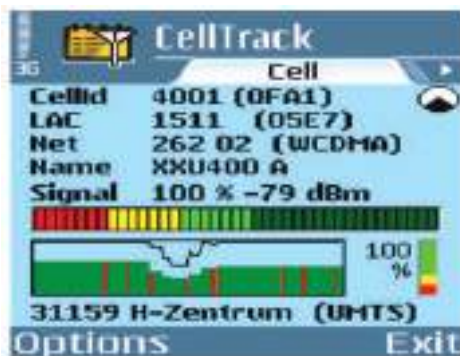 CellTrack
3G
Cell
CellId 4001 (0FA1)
LAC 1511 (05E7)
Net 262 02 (WCDMA)
Name XXU400 A
Signal 100 % -79 dBm
100
%
31159 H-Zentrum (UMTS)
Options Exit